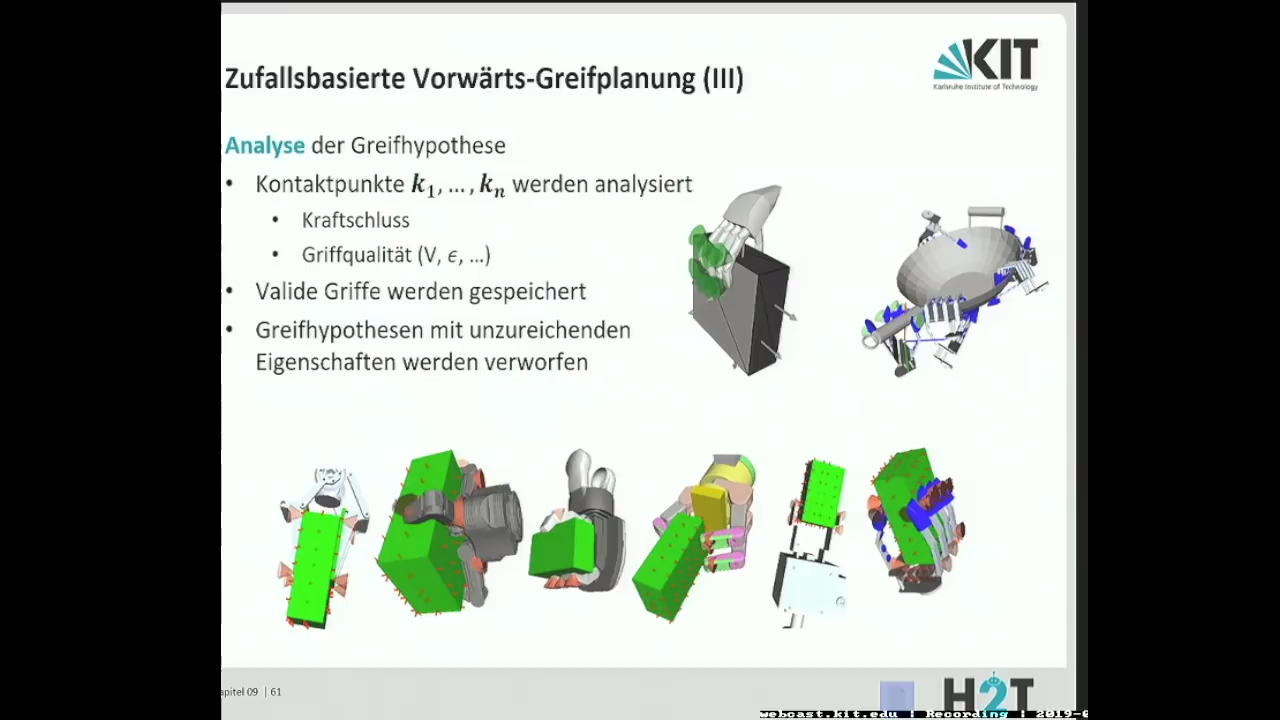 Zufallsbasierte Vorwärts-Greifplanung (III)
KIT
Karlsruhe Institute of Technology
Analyse der Greifhypothese
• Kontaktpunkte k₁, ..., kₙ werden analysiert
• Kraftschluss
• Griffqualität (V, ϵ, ...)
• Valide Griffe werden gespeichert
• Greifhypothesen mit unzureichenden
Eigenschaften werden verworfen
apitel 09 | 61
H2T
webcast.kit.edu | Recording | 2019-0